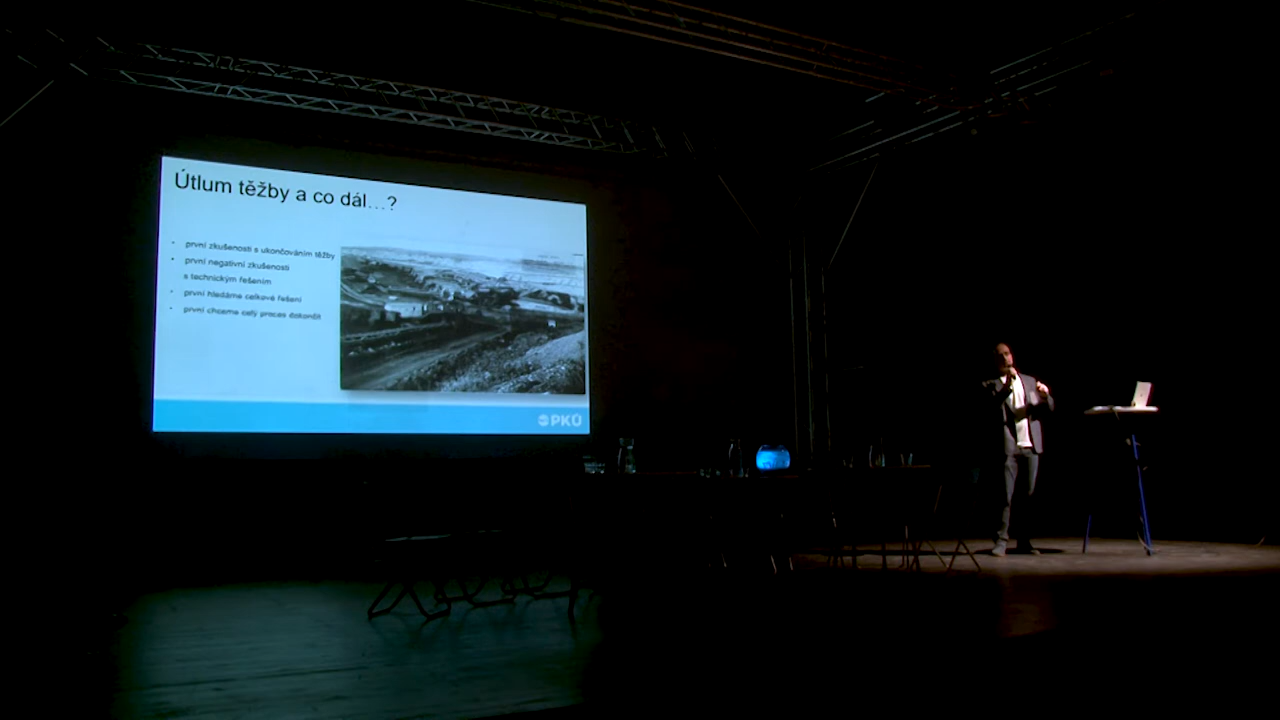 Útlum těžby a co dál…?
• první zkušenosti s ukončováním těžby
• první negativní zkušenosti
s technickým řešením
• první hledáme celkové řešení
• první chceme celý proces dokončit
PKÚ